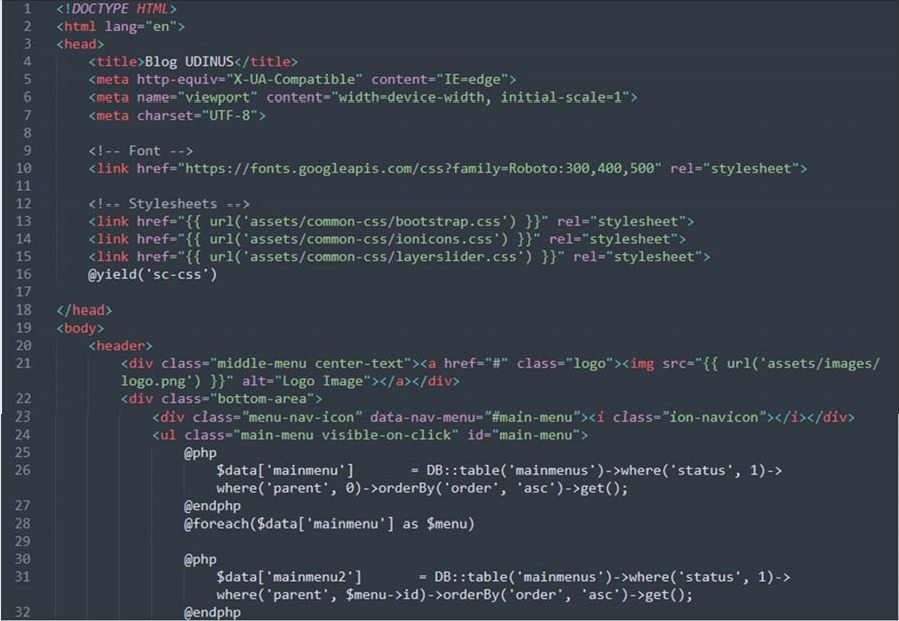 1 <!DOCTYPE HTML>
2 <html lang="en">
3 <head>
4 <title>Blog UDINUS</title>
5 <meta http-equiv="X-UA-Compatible" content="IE=edge">
6 <meta name="viewport" content="width=device-width, initial-scale=1">
7 <meta charset="UTF-8">
8
9 <!-- Font -->
10 <link href="https://fonts.googleapis.com/css?family=Roboto:300,400,500" rel="stylesheet">
11
12 <!-- Stylesheets -->
13 <link href="{{ url('assets/common-css/bootstrap.css') }}" rel="stylesheet">
14 <link href="{{ url('assets/common-css/ionicons.css') }}" rel="stylesheet">
15 <link href="{{ url('assets/common-css/layerslider.css') }}" rel="stylesheet">
16 @yield('sc-css')
17
18 </head>
19 <body>
20 <header>
21 <div class="middle-menu center-text"><a href="#" class="logo"><img src="{{ url('assets/images/
logo.png') }}" alt="Logo Image"></a></div>
22 <div class="bottom-area">
23 <div class="menu-nav-icon" data-nav-menu="#main-menu"><i class="ion-navicon"></i></div>
24 <ul class="main-menu visible-on-click" id="main-menu">
25 @php
26 $data['mainmenu'] = DB::table('mainmenus')->where('status', 1)->
where('parent', 0)->orderBy('order', 'asc')->get();
27 @endphp
28 @foreach($data['mainmenu'] as $menu)
29
30 @php
31 $data['mainmenu2'] = DB::table('mainmenus')->where('status', 1)->
where('parent', $menu->id)->orderBy('order', 'asc')->get();
32 @endphp